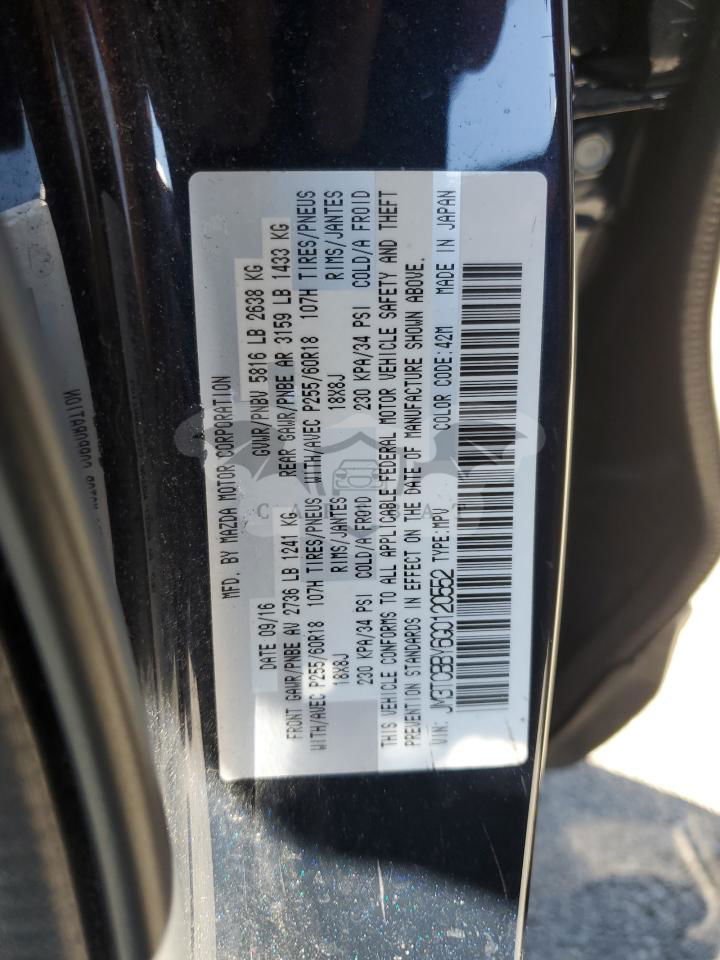 MFD. BY MAZDA MOTOR CORPORATION
DATE 09/16 GVWR/PNBV 5816 LB 2638 KG
FRONT GAWR/PNBE AV 2736 LB 1241 KG REAR GAWR/PNBE AR 3159 LB 1433 KG
WITH/AVEC P255/60R18 107H TIRES/PNEUS WITH/AVEC P255/60R18 107H TIRES/PNEUS
18X8J RIMS/JANTES 18X8J RIMS/JANTES
230 KPA/34 PSI COLD/A FROID 230 KPA/34 PSI COLD/A FROID
THIS VEHICLE CONFORMS TO ALL APPLICABLE FEDERAL MOTOR VEHICLE SAFETY AND THEFT
PREVENTION STANDARDS IN EFFECT ON THE DATE OF MANUFACTURE SHOWN ABOVE.
VIN: JM3TCBBY6G0120552 TYPE:MPV COLOR CODE:42M MADE IN JAPAN